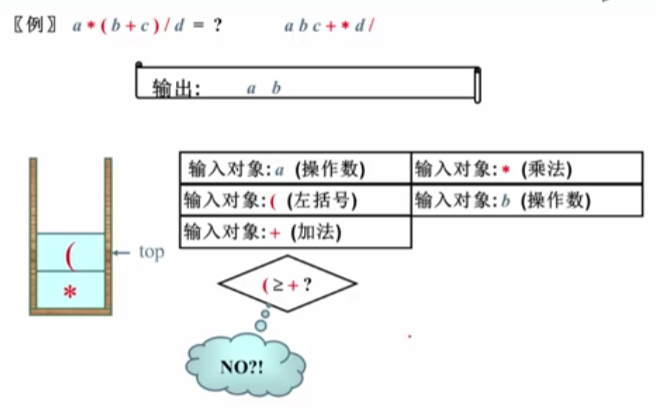 〖例〗 a * ( b + c ) / d = ? a b c + * d /
输出: a b
输入对象: a (操作数) 输入对象: * (乘法)
输入对象: ( (左括号) 输入对象: b (操作数)
输入对象: + (加法)
( top
*
( ≥ + ?
NO?!